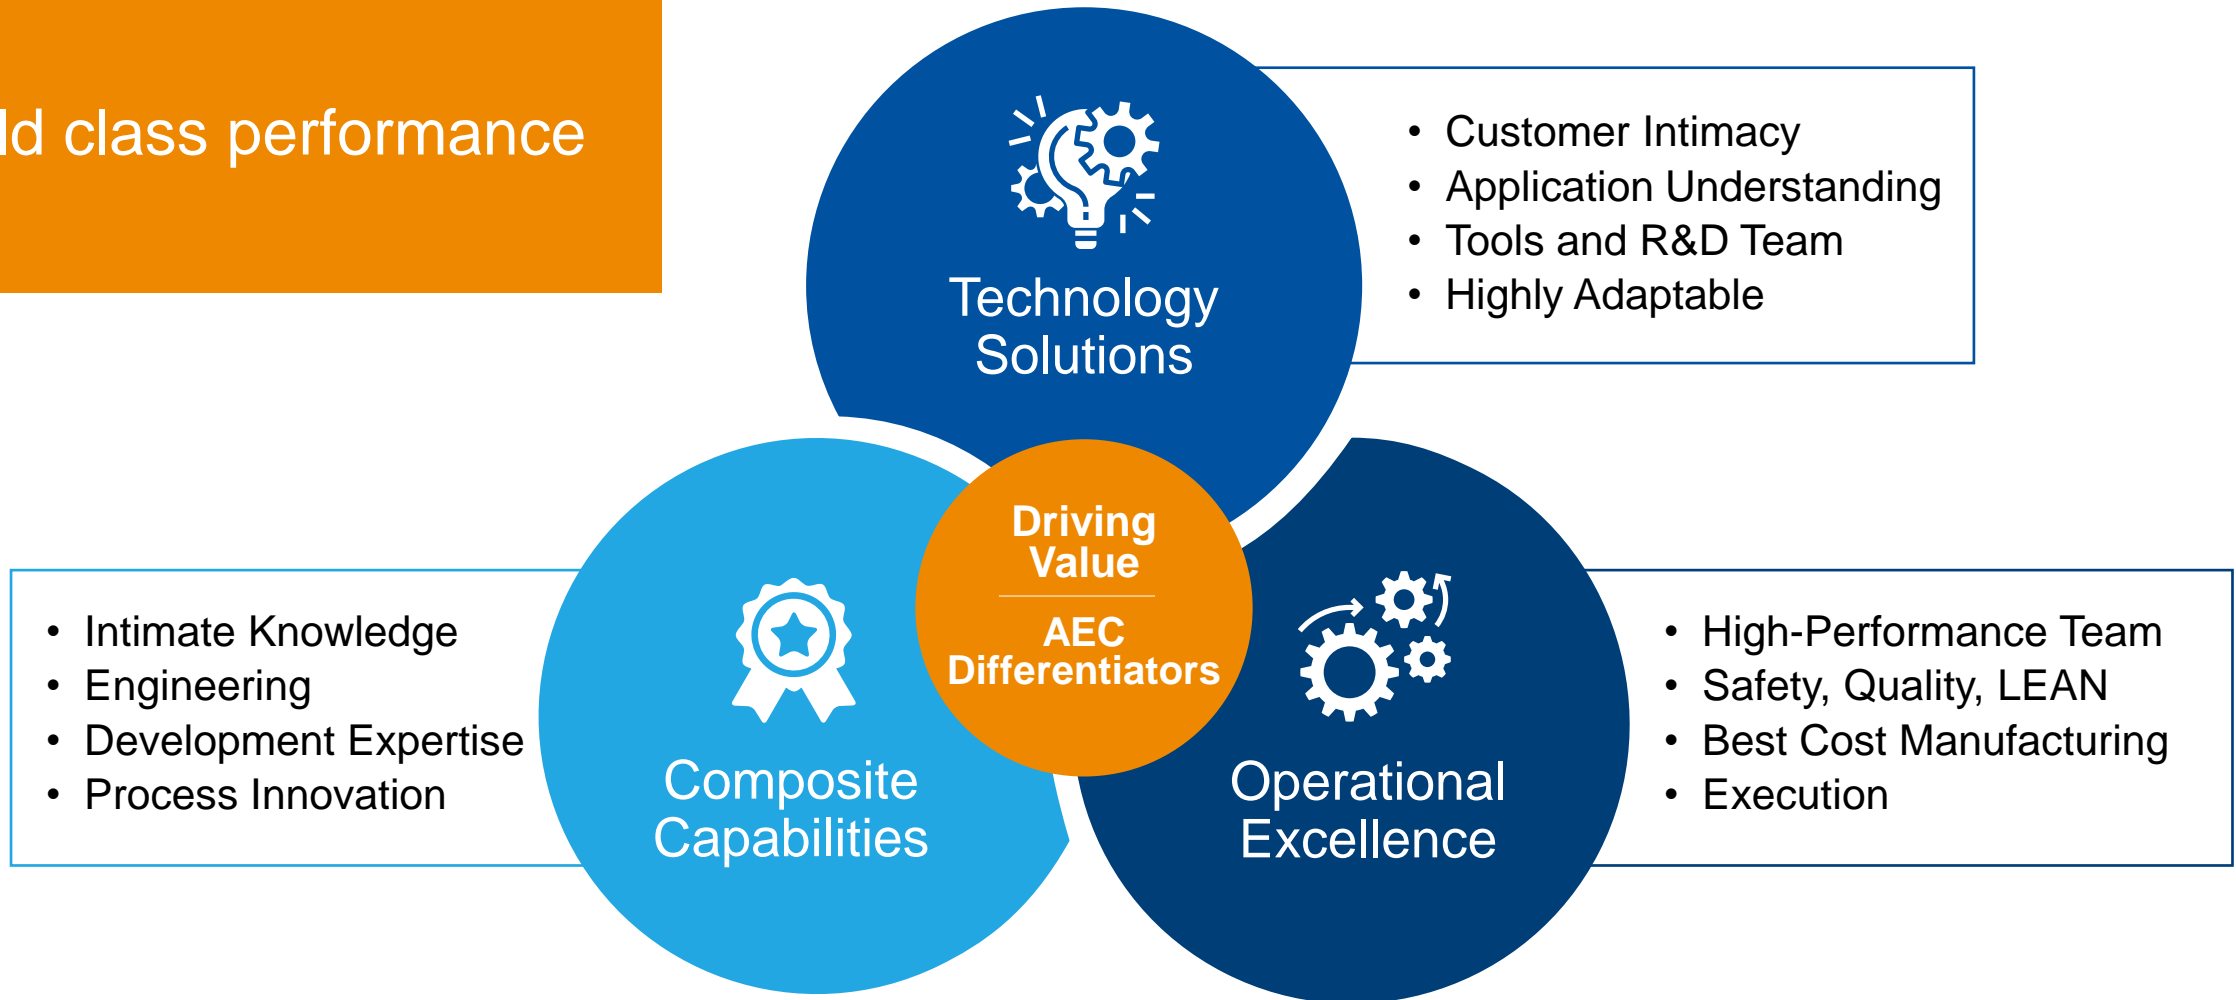 ld class performance
Technology
Solutions
• Customer Intimacy
• Application Understanding
• Tools and R&D Team
• Highly Adaptable
Driving
Value
AEC
Differentiators
• Intimate Knowledge
• Engineering
• Development Expertise
• Process Innovation
Composite
Capabilities
Operational
Excellence
• High-Performance Team
• Safety, Quality, LEAN
• Best Cost Manufacturing
• Execution